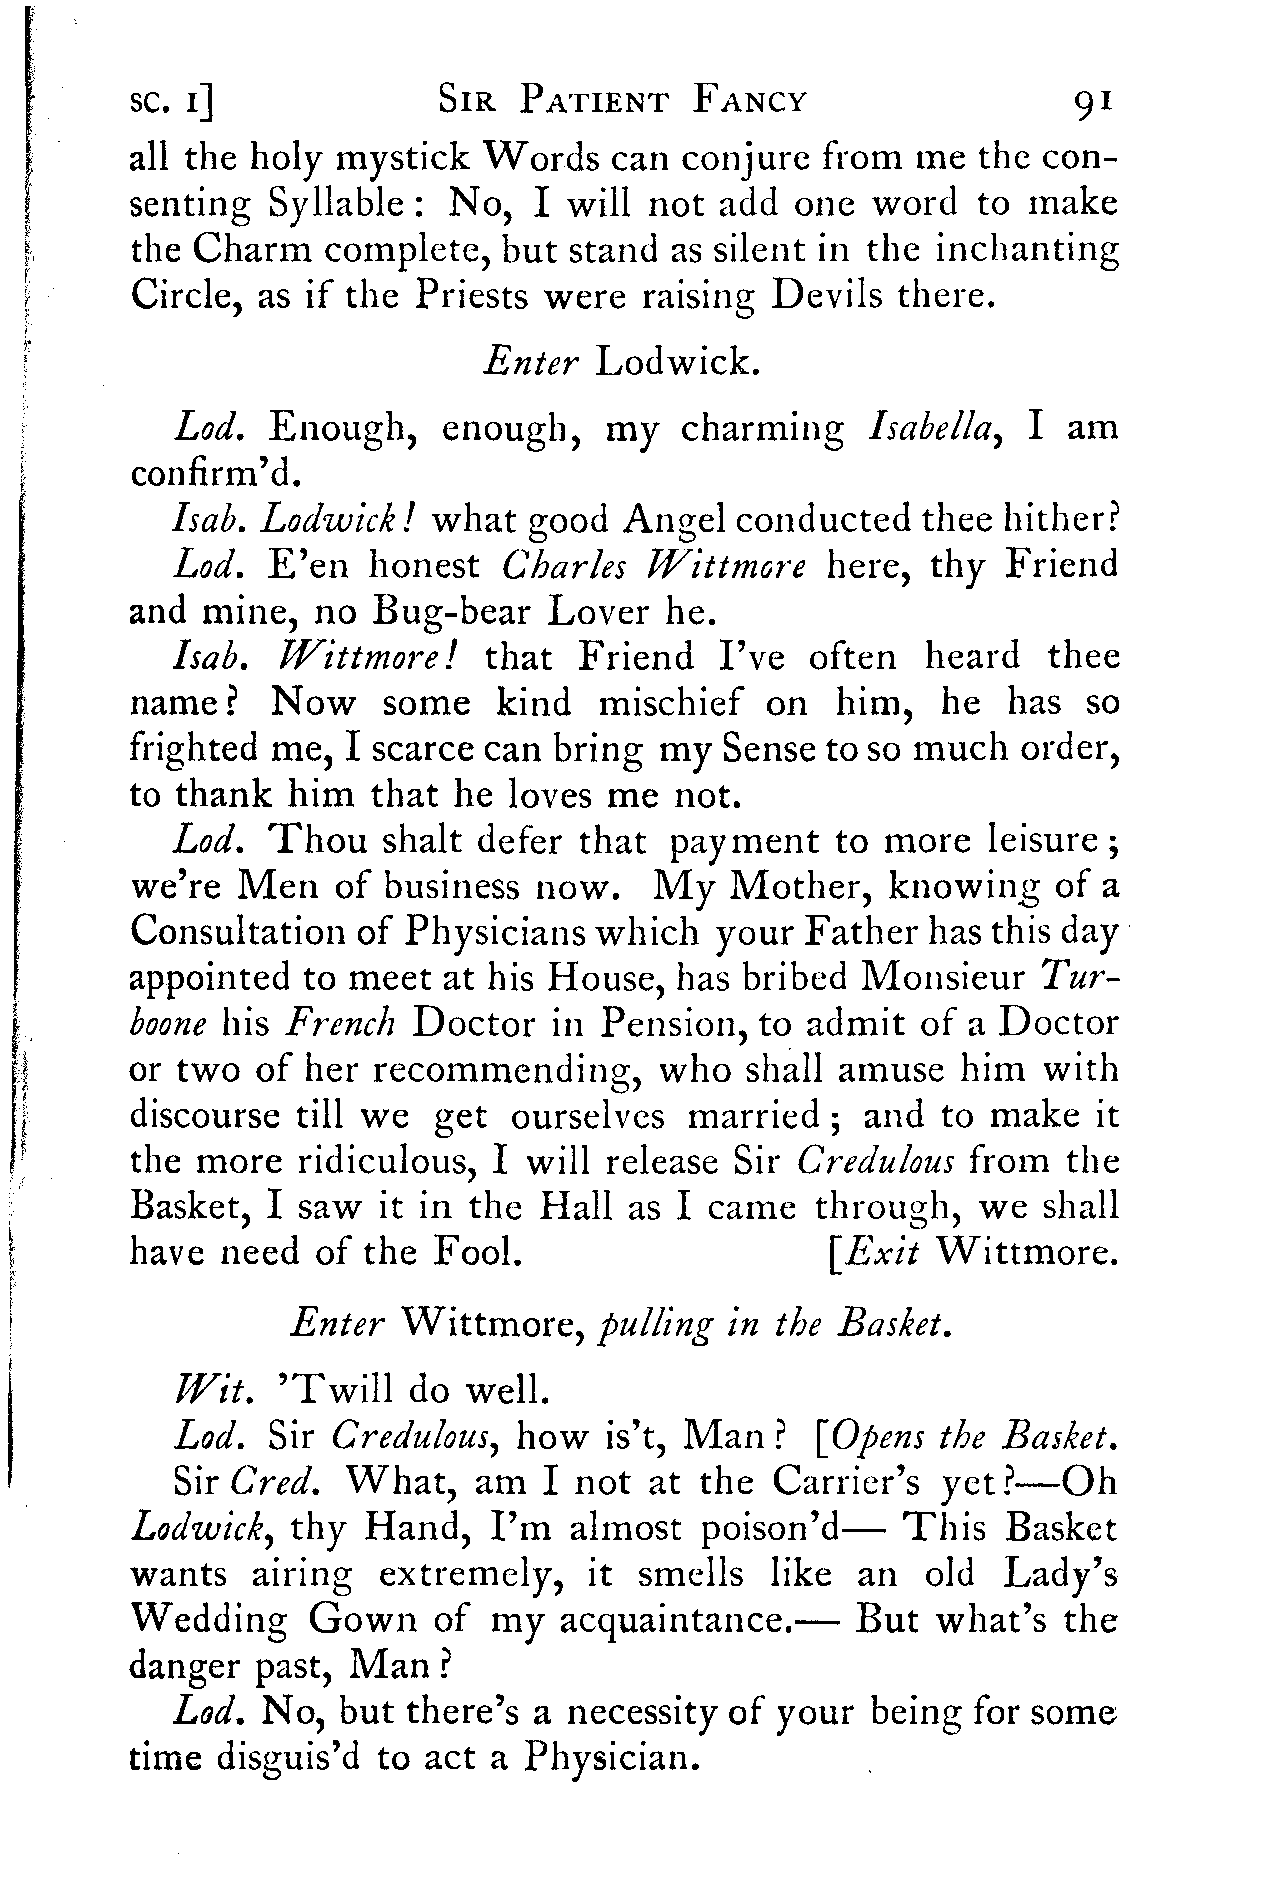 SC. I] SIR PATIENT FANCY 91
all the holy mystick Words can conjure from me the con-
senting Syllable : No, I will not add one word to make
the Charm complete, but stand as silent in the inchanting
Circle, as if the Priests were raising Devils there.
Enter Lodwick.
Lod. Enough, enough, my charming Isabella, I am
confirm'd.
Isab. Lodwick! what good Angel conducted thee hither?
Lod. E'en honest Charles Wittmore here, thy Friend
and mine, no Bug-bear Lover he.
Isab. Wittmore! that Friend I've often heard thee
name? Now some kind mischief on him, he has so
frighted me, I scarce can bring my Sense to so much order,
to thank him that he loves me not.
Lod. Thou shalt defer that payment to more leisure ;
we're Men of business now. My Mother, knowing of a
Consultation of Physicians which your Father has this day
appointed to meet at his House, has bribed Monsieur Tur-
boone his French Doctor in Pension, to admit of a Doctor
or two of her recommending, who shall amuse him with
discourse till we get ourselves married ; and to make it
the more ridiculous, I will release Sir Credulous from the
Basket, I saw it in the Hall as I came through, we shall
have need of the Fool. [Exit Wittmore.
Enter Wittmore, pulling in the Basket.
Wit. 'Twill do well.
Lod. Sir Credulous, how is't, Man ? [Opens the Basket.
Sir Cred. What, am I not at the Carrier's yet ?—Oh
Lodwick, thy Hand, I'm almost poison'd— This Basket
wants airing extremely, it smells like an old Lady's
Wedding Gown of my acquaintance.— But what's the
danger past, Man ?
Lod. No, but there's a necessity of your being for some
time disguis'd to act a Physician.